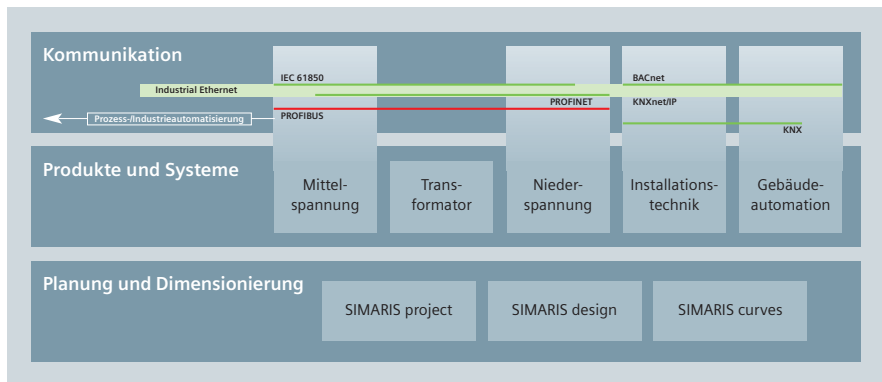 Kommunikation
IEC 61850
BACnet
Industrial Ethernet
PROFINET
KNXnet/IP
Prozess-/Industrieautomatisierung
PROFIBUS
KNX
Produkte und Systeme
Mittel-
spannung
Trans-
formator
Nieder-
spannung
Installations-
technik
Gebäude-
automation
Planung und Dimensionierung
SIMARIS project
SIMARIS design
SIMARIS curves